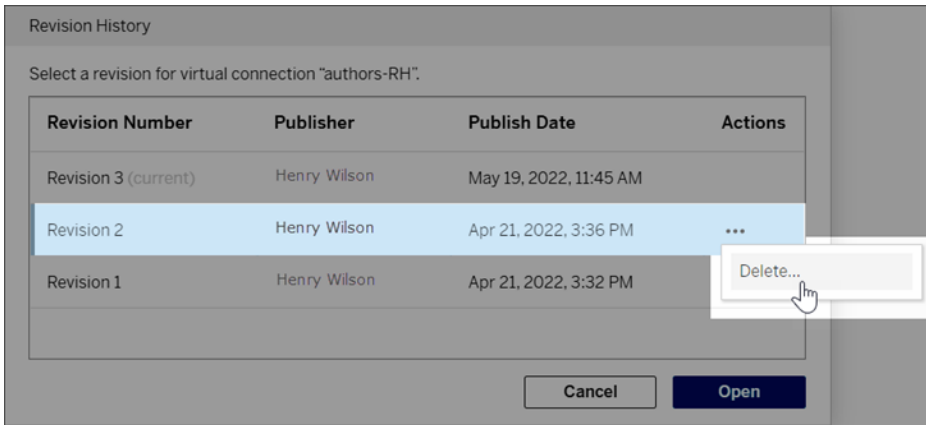 Revision History
Select a revision for virtual connection “authors-RH”.
Revision Number Publisher Publish Date Actions
Revision 3 (current) Henry Wilson May 19, 2022, 11:45 AM
Revision 2 Henry Wilson Apr 21, 2022, 3:36 PM •••
Delete...
Revision 1 Henry Wilson Apr 21, 2022, 3:32 PM
Cancel Open